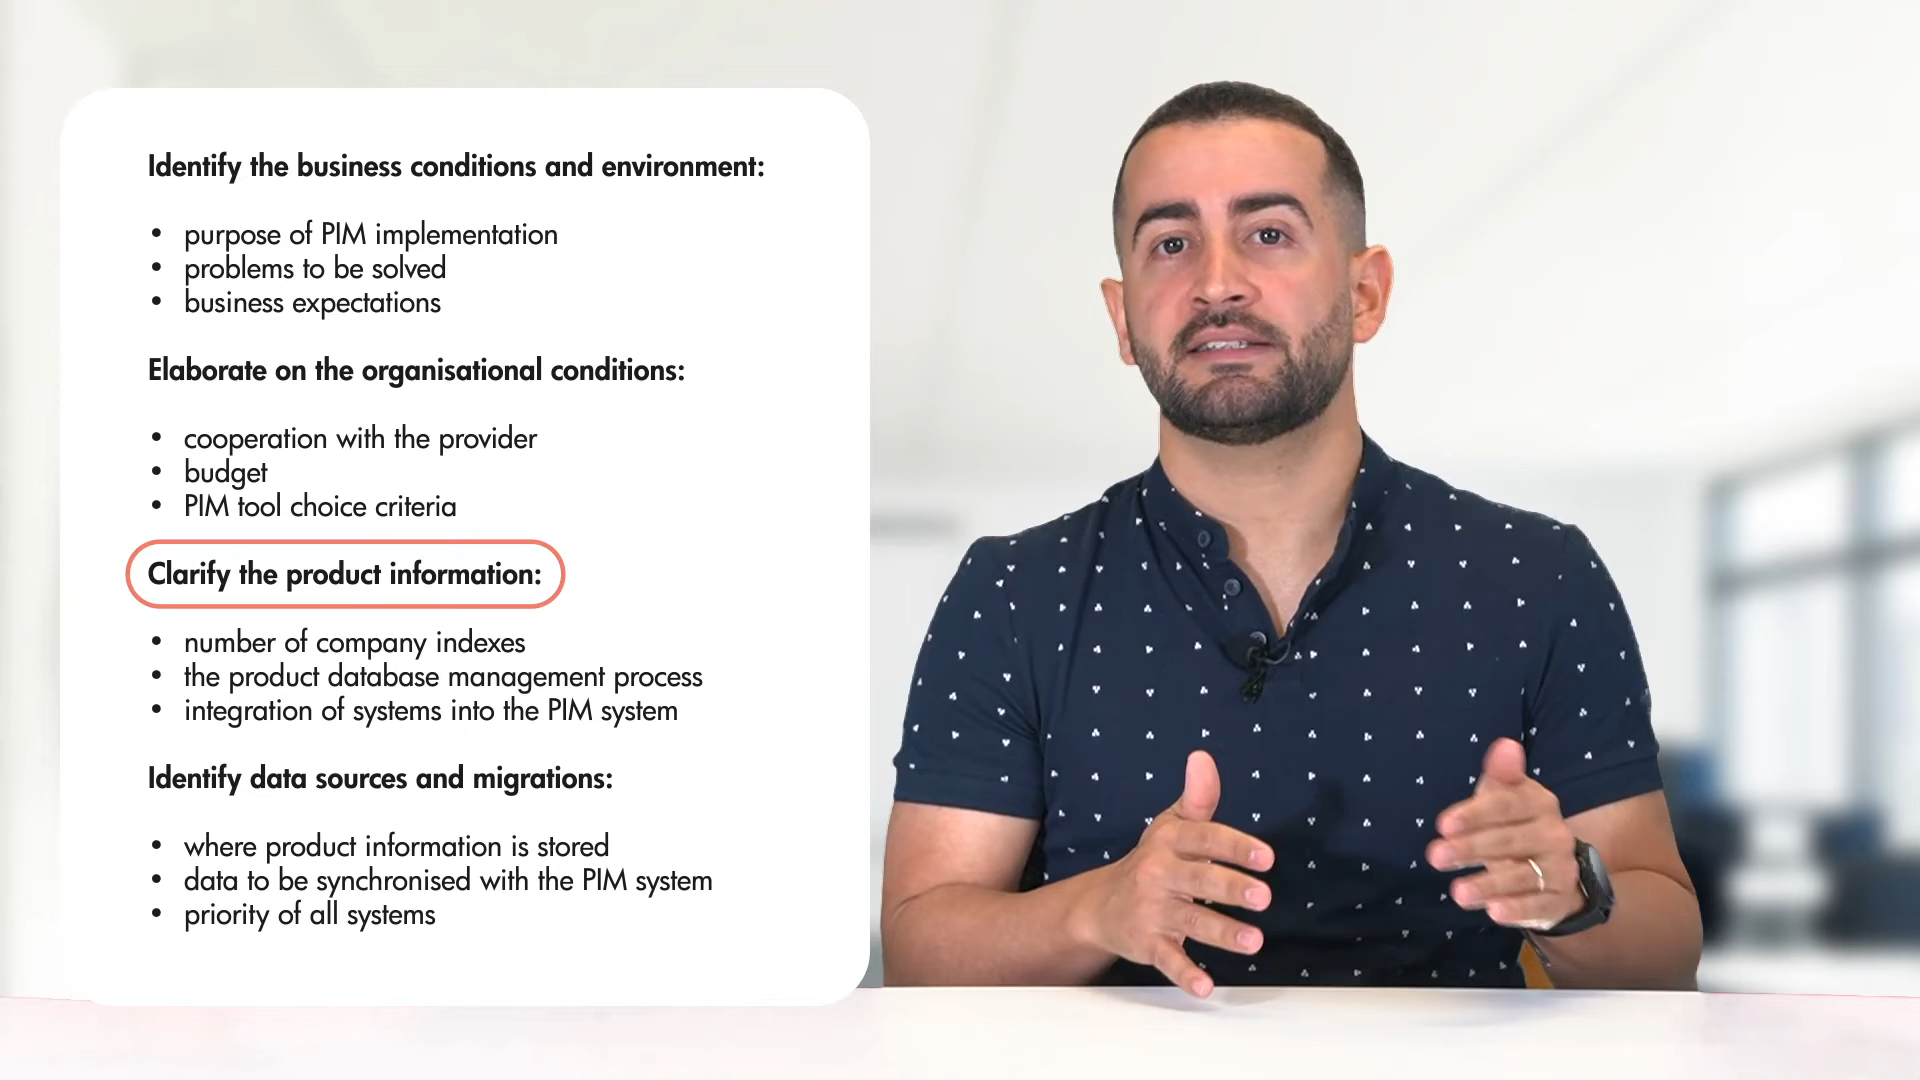 Identify the business conditions and environment:
• purpose of PIM implementation
• problems to be solved
• business expectations
Elaborate on the organisational conditions:
• cooperation with the provider
• budget
• PIM tool choice criteria
Clarify the product information:
• number of company indexes
• the product database management process
• integration of systems into the PIM system
Identify data sources and migrations:
• where product information is stored
• data to be synchronised with the PIM system
• priority of all systems